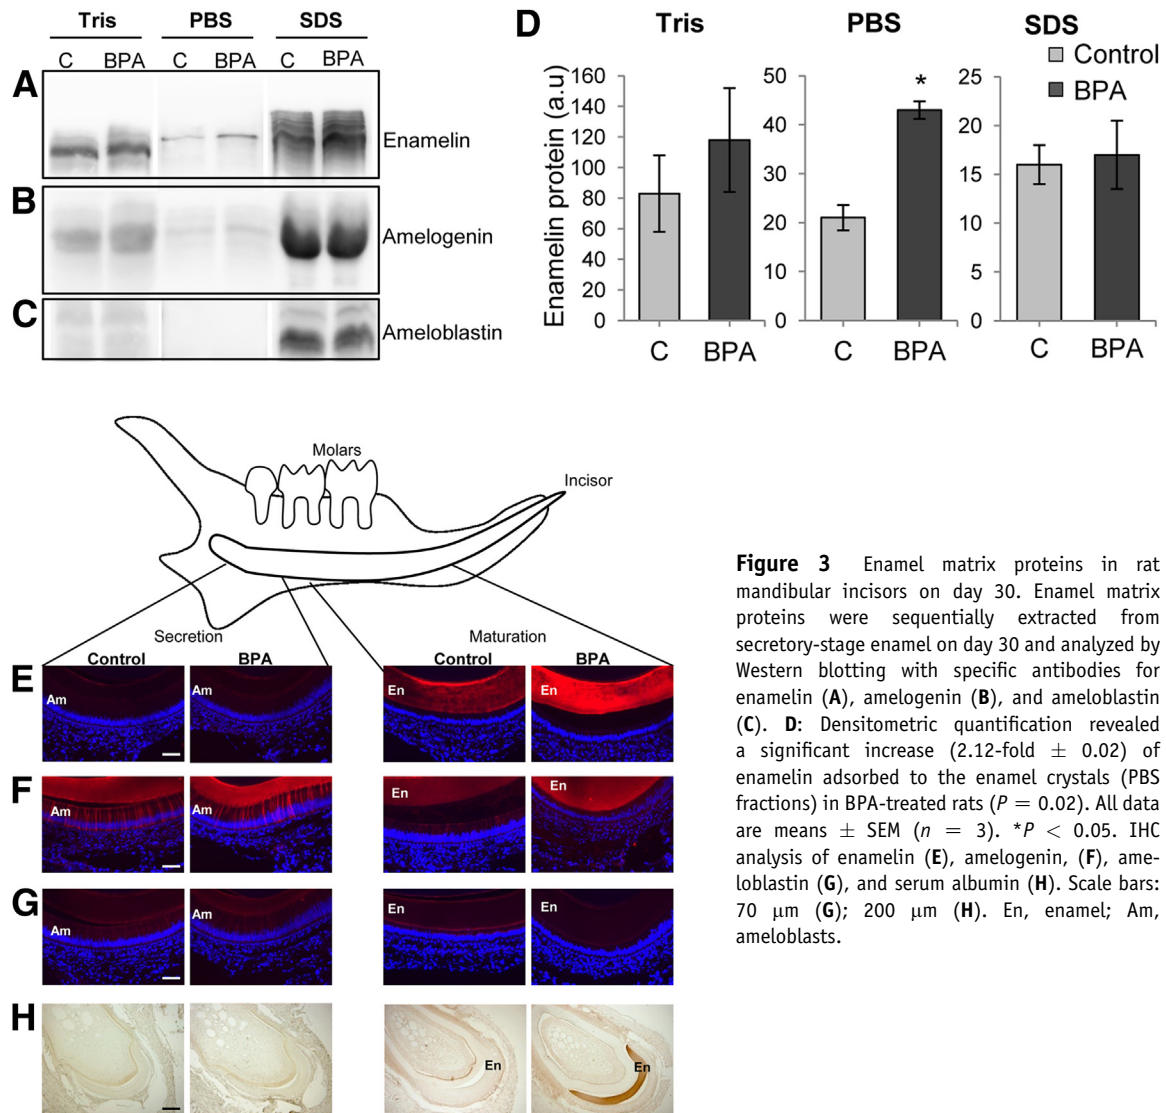 Tris PBS SDS
C BPA C BPA C BPA
A
Enamelin
B
Amelogenin
C
Ameloblastin
D
Tris PBS SDS
Control
BPA
Enamelin protein (a.u)
160
140
120
100
80
60
40
20
0
C BPA
50
40
30
20
10
0
*
C BPA
25
20
15
10
5
0
C BPA
Molars
Incisor
Secretion Maturation
Control BPA Control BPA
E
Am En En
F
Am Am En En
G
Am Am En En
H
En En
Figure 3 Enamel matrix proteins in rat
mandibular incisors on day 30. Enamel matrix
proteins were sequentially extracted from
secretory-stage enamel on day 30 and analyzed by
Western blotting with specific antibodies for
enamelin (A), amelogenin (B), and ameloblastin
(C). D: Densitometric quantification revealed
a significant increase (2.12-fold ± 0.02) of
enamelin adsorbed to the enamel crystals (PBS
fractions) in BPA-treated rats (P = 0.02). All data
are means ± SEM (n = 3). *P < 0.05. IHC
analysis of enamelin (E), amelogenin, (F), ame-
loblastin (G), and serum albumin (H). Scale bars:
70 μm (G); 200 μm (H). En, enamel; Am,
ameloblasts.